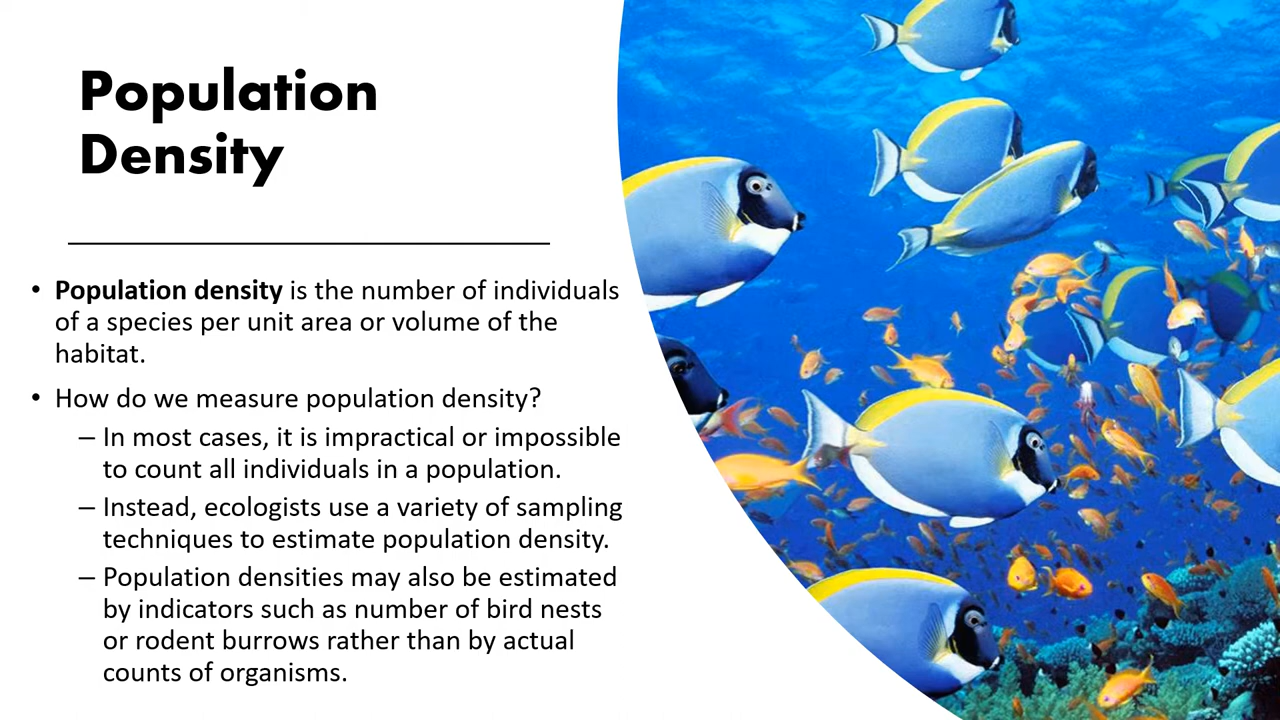 Population
Density
• Population density is the number of individuals
of a species per unit area or volume of the
habitat.
• How do we measure population density?
– In most cases, it is impractical or impossible
to count all individuals in a population.
– Instead, ecologists use a variety of sampling
techniques to estimate population density.
– Population densities may also be estimated
by indicators such as number of bird nests
or rodent burrows rather than by actual
counts of organisms.